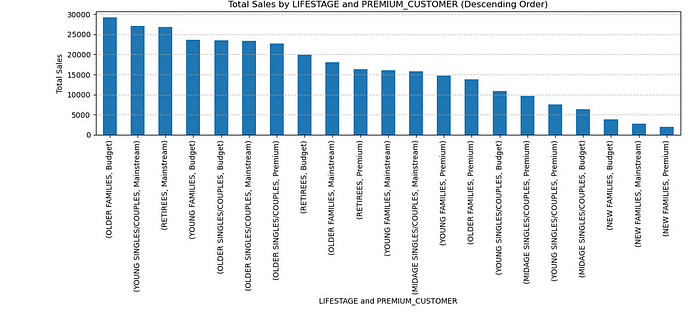 Total Sales by LIFESTAGE and PREMIUM_CUSTOMER (Descending Order)
Total Sales
30000
25000
20000
15000
10000
5000
0
(OLDER FAMILIES, Budget)
(YOUNG SINGLES/COUPLES, Mainstream)
(RETIREES, Mainstream)
(YOUNG FAMILIES, Budget)
(OLDER SINGLES/COUPLES, Budget)
(OLDER SINGLES/COUPLES, Mainstream)
(OLDER SINGLES/COUPLES, Premium)
(RETIREES, Budget)
(OLDER FAMILIES, Mainstream)
(RETIREES, Premium)
(YOUNG FAMILIES, Mainstream)
(MIDAGE SINGLES/COUPLES, Mainstream)
(YOUNG FAMILIES, Premium)
(OLDER FAMILIES, Premium)
(YOUNG SINGLES/COUPLES, Budget)
(MIDAGE SINGLES/COUPLES, Premium)
(YOUNG SINGLES/COUPLES, Premium)
(MIDAGE SINGLES/COUPLES, Budget)
(NEW FAMILIES, Budget)
(NEW FAMILIES, Mainstream)
(NEW FAMILIES, Premium)
LIFESTAGE and PREMIUM_CUSTOMER